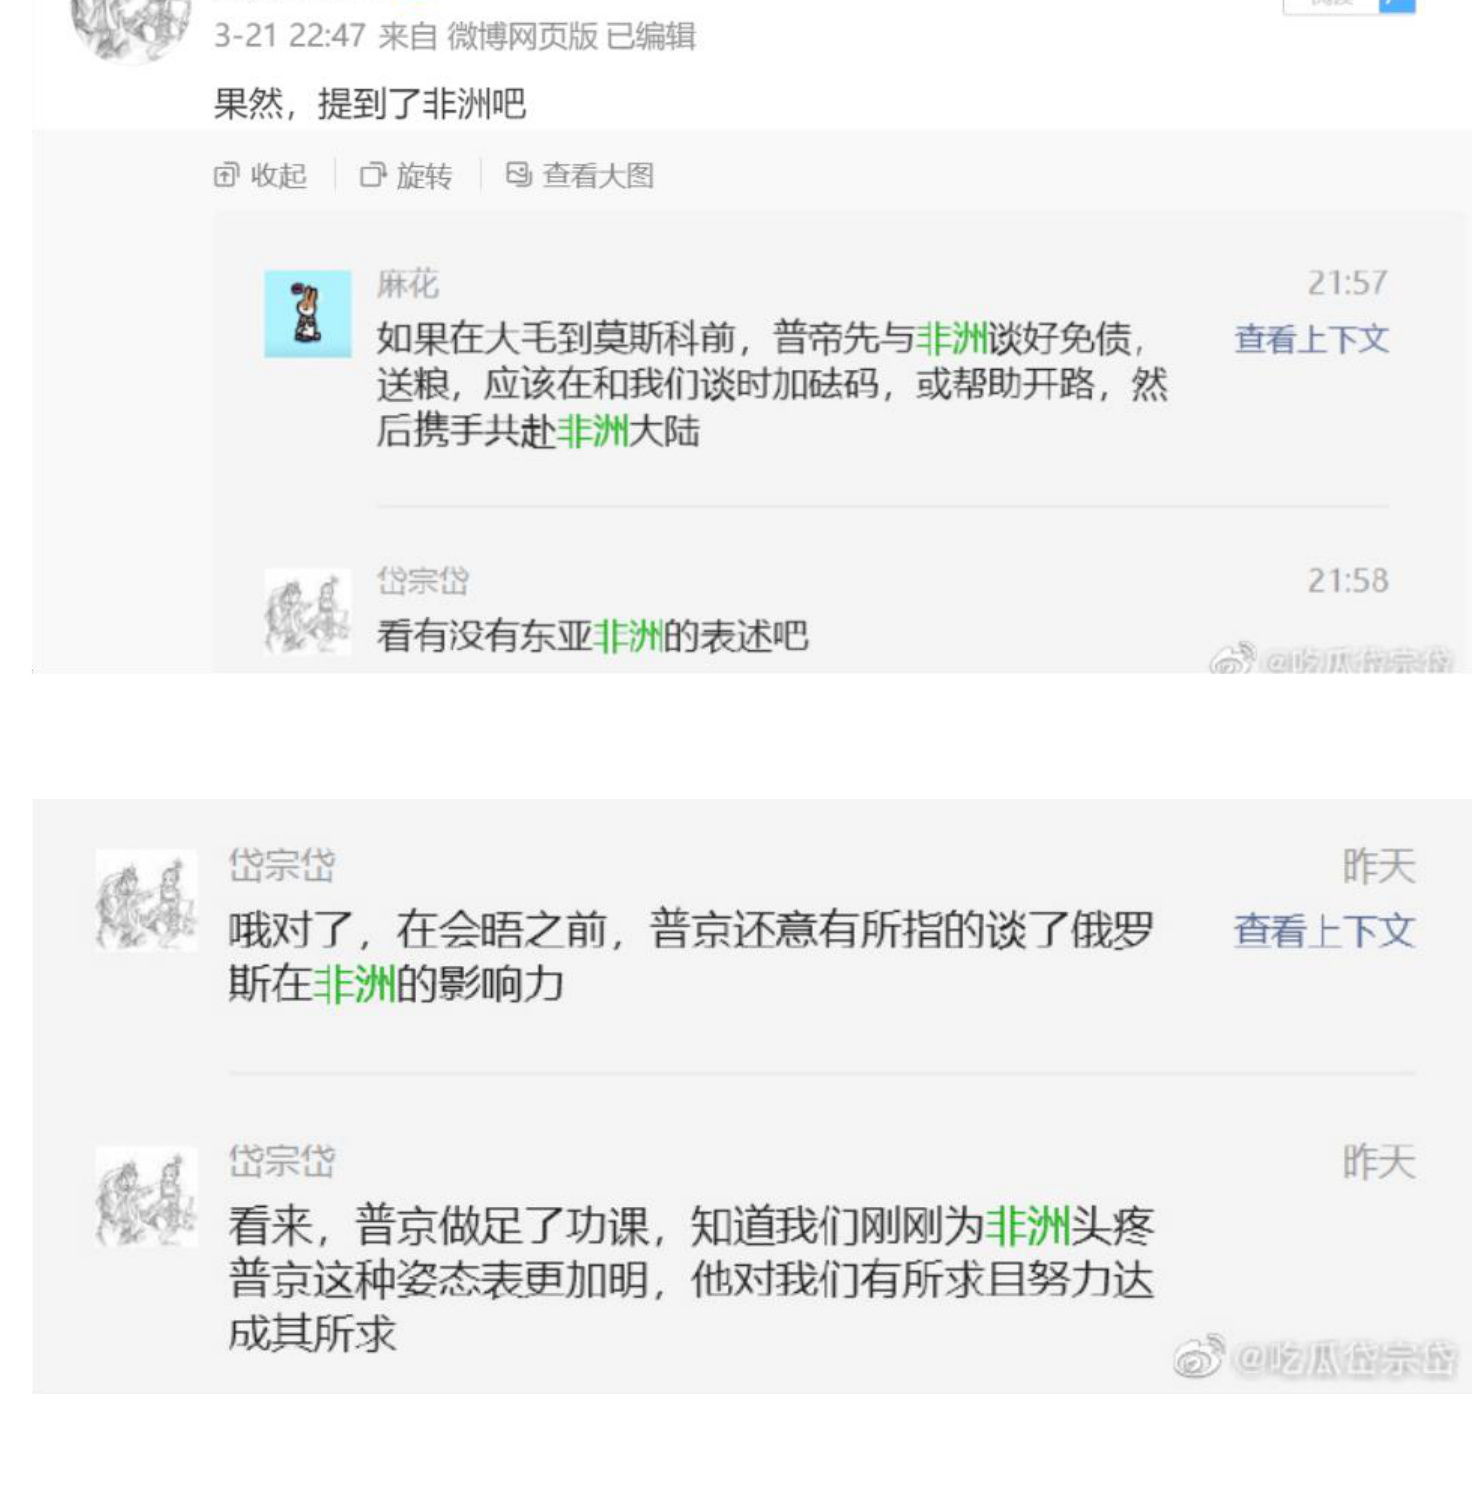 3-21 22:47 来自 微博网页版 已编辑
果然，提到了非洲吧
收起 旋转 查看大图
麻花 21:57
如果在大毛到莫斯科前，普帝先与非洲谈好免债， 查看上下文
送粮，应该在和我们谈时加砝码，或帮助开路，然
后携手共赴非洲大陆
岱宗岱 21:58
看有没有东亚非洲的表述吧
@吃瓜岱宗岱
岱宗岱 昨天
哦对了，在会晤之前，普京还意有所指的谈了俄罗 查看上下文
斯在非洲的影响力
岱宗岱 昨天
看来，普京做足了功课，知道我们刚刚为非洲头疼
普京这种姿态表更加明，他对我们有所求且努力达
成其所求
@吃瓜岱宗岱